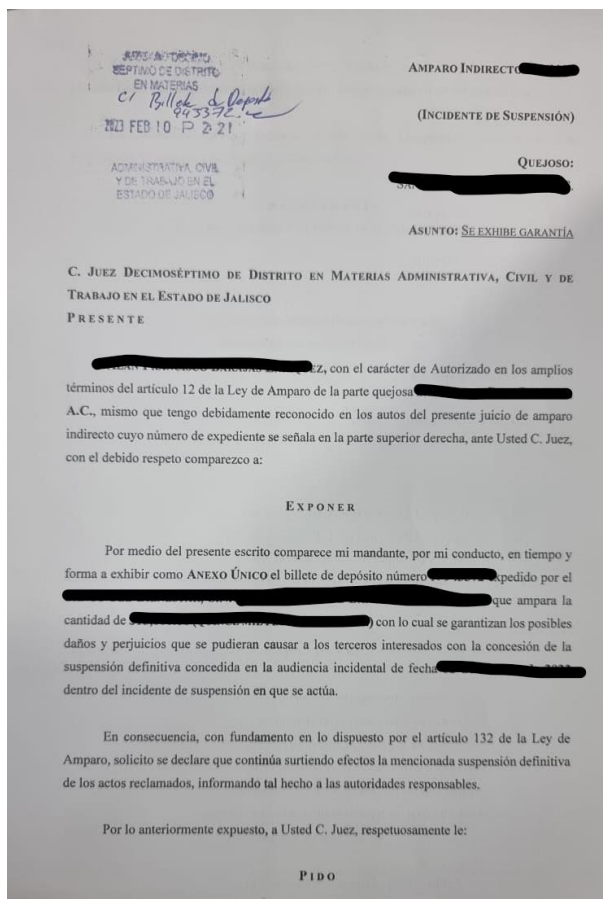 JUZGADO DÉCIMO
SÉPTIMO DE DISTRITO
EN MATERIAS
c/ Billete de Deposito
2023 FEB 10 P 2:21
ADMINISTRATIVA, CIVIL
Y DE TRABAJO EN EL
ESTADO DE JALISCO
AMPARO INDIRECTO
(INCIDENTE DE SUSPENSIÓN)
QUEJOSO:
ASUNTO: SE EXHIBE GARANTÍA
C. JUEZ DECIMOSÉPTIMO DE DISTRITO EN MATERIAS ADMINISTRATIVA, CIVIL Y DE
TRABAJO EN EL ESTADO DE JALISCO
PRESENTE
EZ, con el carácter de Autorizado en los amplios
términos del artículo 12 de la Ley de Amparo de la parte quejosa
A.C., mismo que tengo debidamente reconocido en los autos del presente juicio de amparo
indirecto cuyo número de expediente se señala en la parte superior derecha, ante Usted C. Juez,
con el debido respeto comparezco a:
EXPONER
Por medio del presente escrito comparece mi mandante, por mi conducto, en tiempo y
forma a exhibir como ANEXO ÚNICO el billete de depósito número expedido por el
que ampara la
cantidad de ) con lo cual se garantizan los posibles
daños y perjuicios que se pudieran causar a los terceros interesados con la concesión de la
suspensión definitiva concedida en la audiencia incidental de fecha
dentro del incidente de suspensión en que se actúa.
En consecuencia, con fundamento en lo dispuesto por el artículo 132 de la Ley de
Amparo, solicito se declare que continúa surtiendo efectos la mencionada suspensión definitiva
de los actos reclamados, informando tal hecho a las autoridades responsables.
Por lo anteriormente expuesto, a Usted C. Juez, respetuosamente le:
PIDO